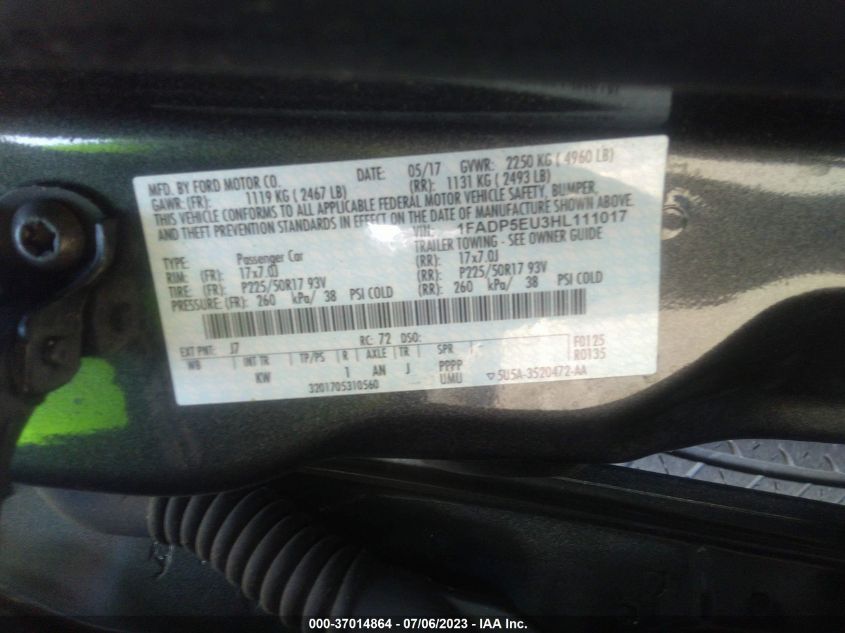 MFD. BY FORD MOTOR CO. DATE: 05/17 GVWR: 2250 KG ( 4960 LB)
GAWR: (FR): 1119 KG ( 2467 LB) (RR): 1131 KG ( 2493 LB)
THIS VEHICLE CONFORMS TO ALL APPLICABLE FEDERAL MOTOR VEHICLE SAFETY, BUMPER,
AND THEFT PREVENTION STANDARDS IN EFFECT ON THE DATE OF MANUFACTURE SHOWN ABOVE.
VIN: 1FADP5EU3HL111017
TYPE: Passenger Car TRAILER TOWING - SEE OWNER GUIDE
RIM: (FR): 17x7.0J (RR): 17x7.0J
TIRE: (FR): P225/50R17 93V (RR): P225/50R17 93V
PRESSURE: (FR): 260 kPa/ 38 PSI COLD (RR): 260 kPa/ 38 PSI COLD
EXT PNT: J7 RC: 72 DSO: F0125
WB INT TR TP/PS R AXLE TR SPR R0135
KW 1 AN J PPPP
3201705310560 UMU 5U5A-3520472-AA
000-37014864 - 07/06/2023 - IAA Inc.